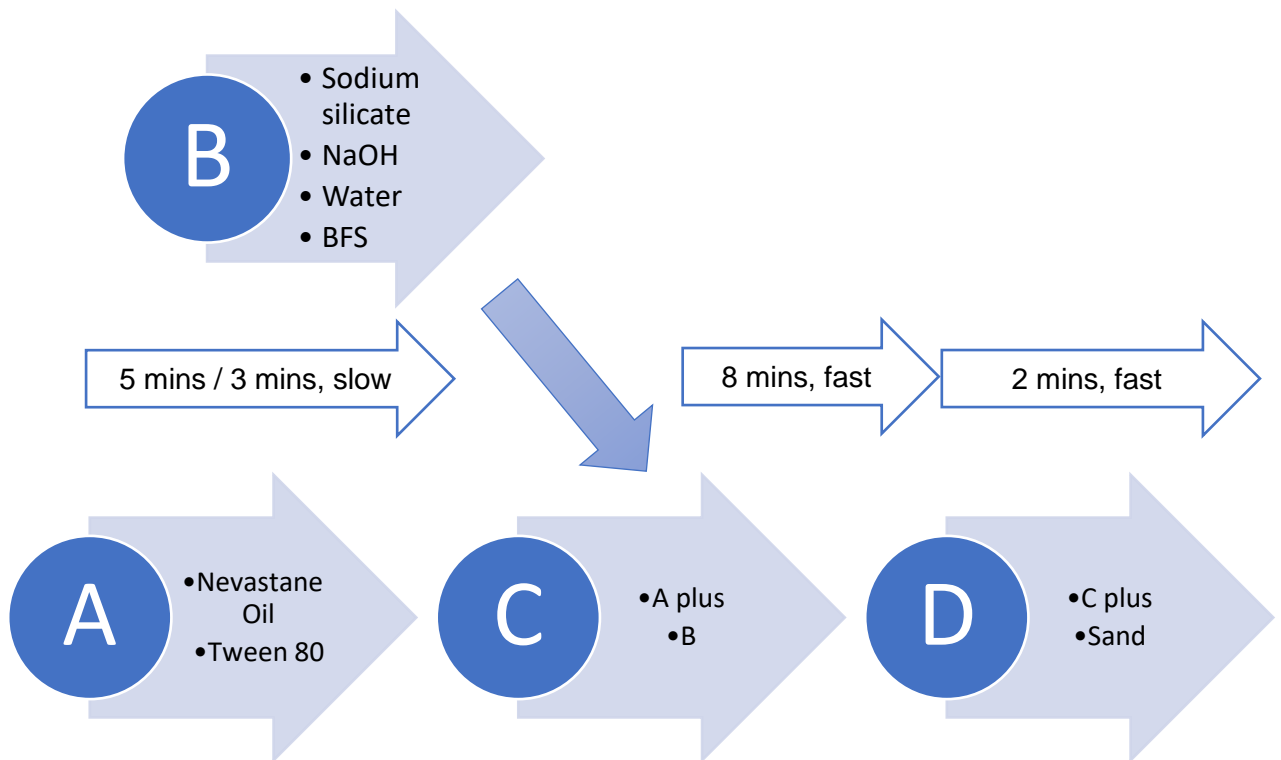 B
• Sodium
silicate
• NaOH
• Water
• BFS
5 mins / 3 mins, slow
8 mins, fast
2 mins, fast
A
•Nevastane
Oil
•Tween 80
C
•A plus
•B
D
•C plus
•Sand